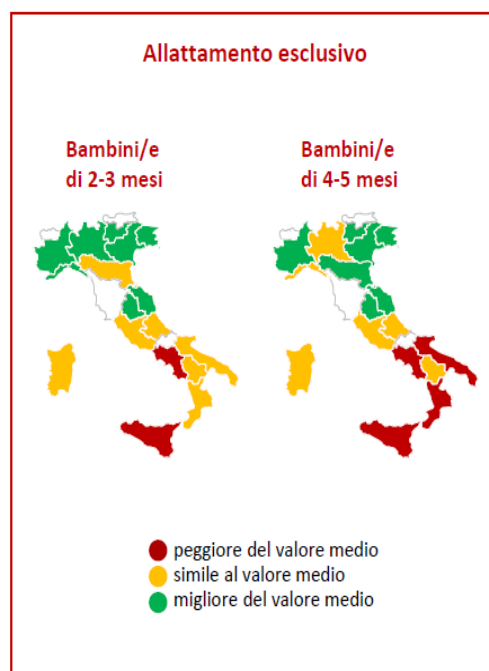 Allattamento esclusivo
Bambini/e
di 2-3 mesi
Bambini/e
di 4-5 mesi
peggiore del valore medio
simile al valore medio
migliore del valore medio